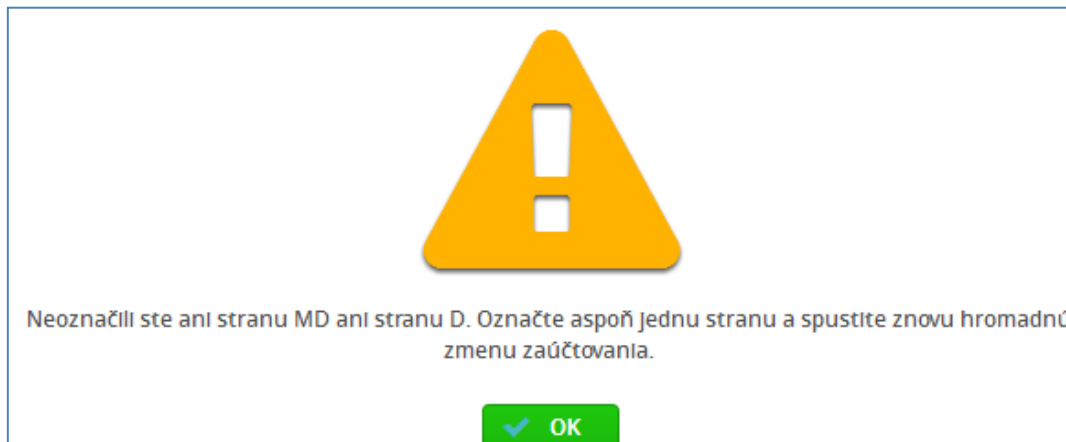 Neoznačili ste ani stranu MD ani stranu D. Označte aspoň jednu stranu a spustite znovu hromadnú
zmenu zaúčtovania.
OK